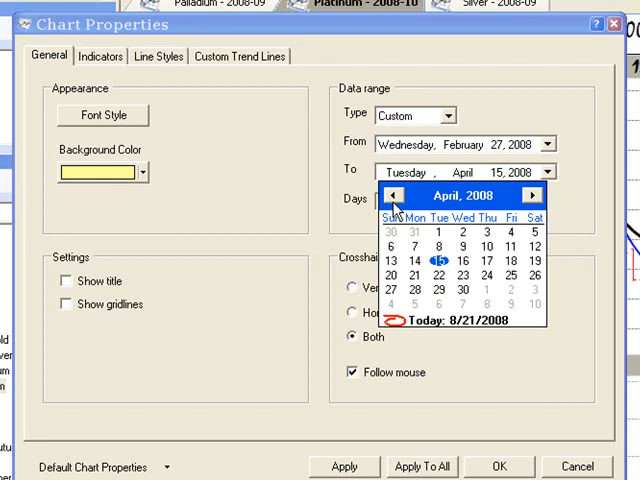 Palladium - 2008-09
Platinum - 2008-10
Silver - 2008-09
Chart Properties
General
Indicators
Line Styles
Custom Trend Lines
Appearance
Font Style
Background Color
Data range
Type Custom
From Wednesday, February 27, 2008
To Tuesday , April 15, 2008
Days
April, 2008
Sun Mon Tue Wed Thu Fri Sat
30 31 1 2 3 4 5
6 7 8 9 10 11 12
13 14 15 16 17 18 19
20 21 22 23 24 25 26
27 28 29 30 1 2 3
4 5 6 7 8 9 10
Today: 8/21/2008
Settings
Show title
Show gridlines
Both
Follow mouse
Default Chart Properties
Apply
Apply To All
OK
Cancel